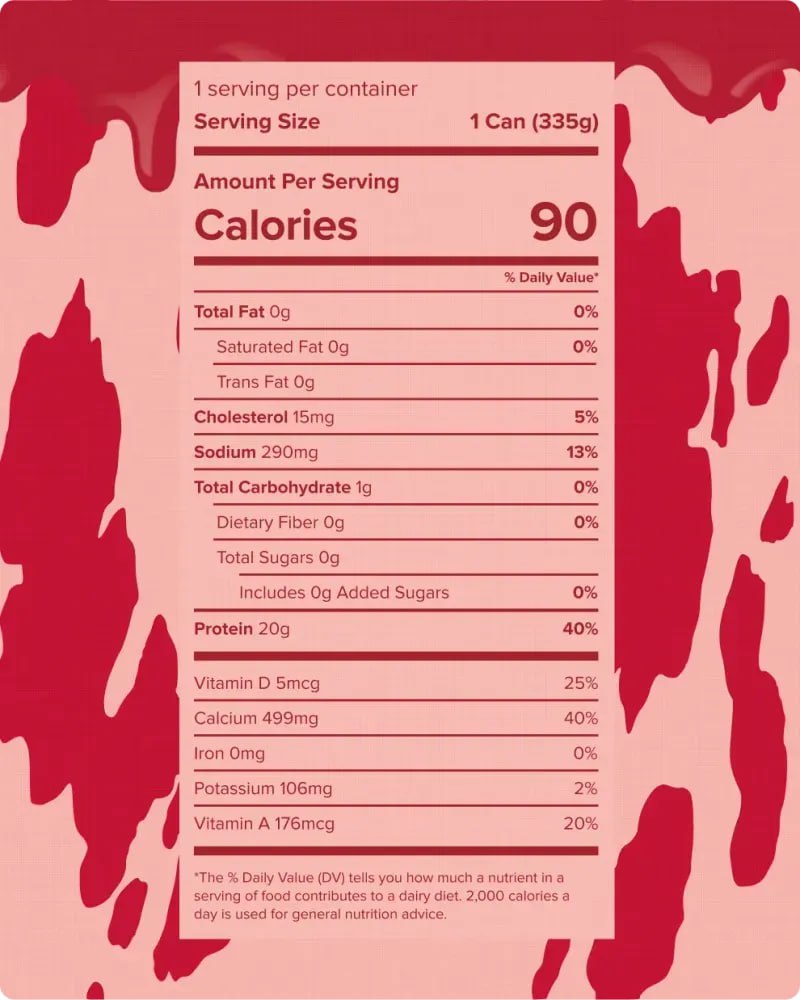 1 serving per container
Serving Size 1 Can (335g)
Amount Per Serving
Calories 90
% Daily Value*
Total Fat 0g 0%
Saturated Fat 0g 0%
Trans Fat 0g
Cholesterol 15mg 5%
Sodium 290mg 13%
Total Carbohydrate 1g 0%
Dietary Fiber 0g 0%
Total Sugars 0g
Includes 0g Added Sugars 0%
Protein 20g 40%
Vitamin D 5mcg 25%
Calcium 499mg 40%
Iron 0mg 0%
Potassium 106mg 2%
Vitamin A 176mcg 20%
*The % Daily Value (DV) tells you how much a nutrient in a
serving of food contributes to a dairy diet. 2,000 calories a
day is used for general nutrition advice.